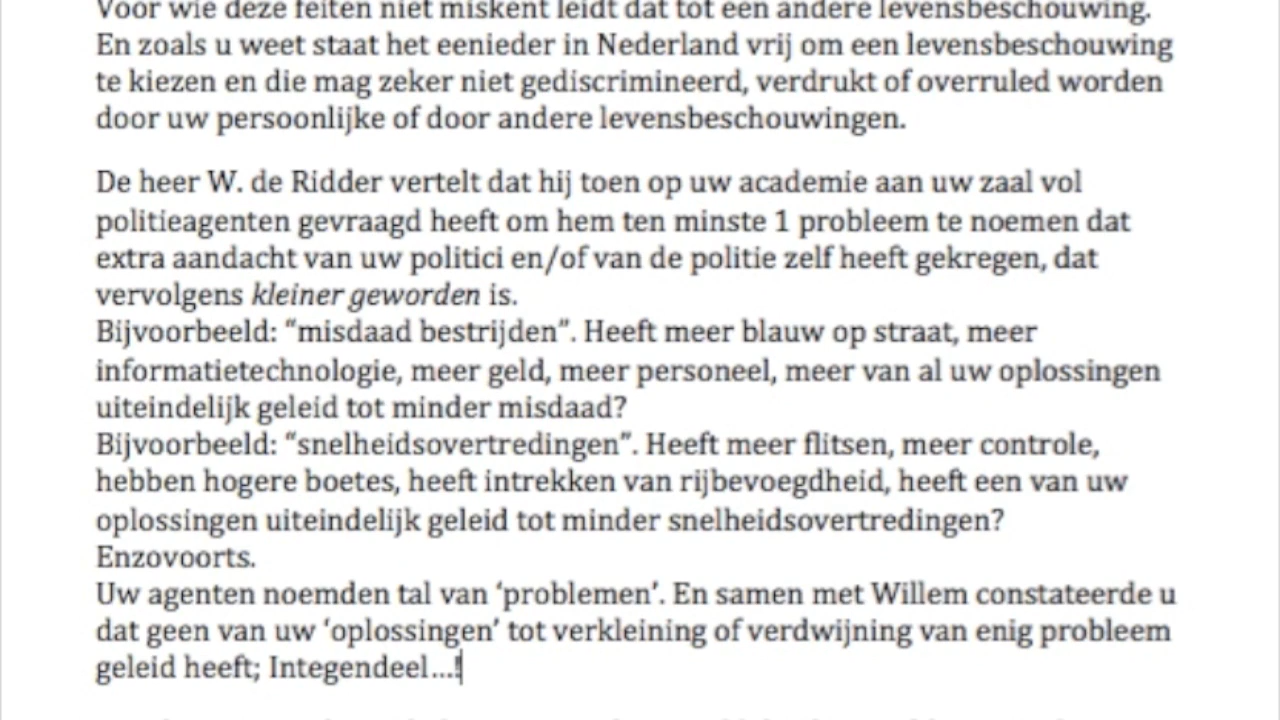 Voor wie deze feiten niet miskent leidt dat tot een andere levensbeschouwing.
En zoals u weet staat het eenieder in Nederland vrij om een levensbeschouwing
te kiezen en die mag zeker niet gediscrimineerd, verdrukt of overruled worden
door uw persoonlijke of door andere levensbeschouwingen.
De heer W. de Ridder vertelt dat hij toen op uw academie aan uw zaal vol
politieagenten gevraagd heeft om hem ten minste 1 probleem te noemen dat
extra aandacht van uw politici en/of van de politie zelf heeft gekregen, dat
vervolgens kleiner geworden is.
Bijvoorbeeld: “misdaad bestrijden”. Heeft meer blauw op straat, meer
informatietechnologie, meer geld, meer personeel, meer van al uw oplossingen
uiteindelijk geleid tot minder misdaad?
Bijvoorbeeld: “snelheidsovertredingen”. Heeft meer flitsen, meer controle,
hebben hogere boetes, heeft intrekken van rijbevoegdheid, heeft een van uw
oplossingen uiteindelijk geleid tot minder snelheidsovertredingen?
Enzovoorts.
Uw agenten noemden tal van ‘problemen’. En samen met Willem constateerde u
dat geen van uw ‘oplossingen’ tot verkleining of verdwijning van enig probleem
geleid heeft; Integendeel...!